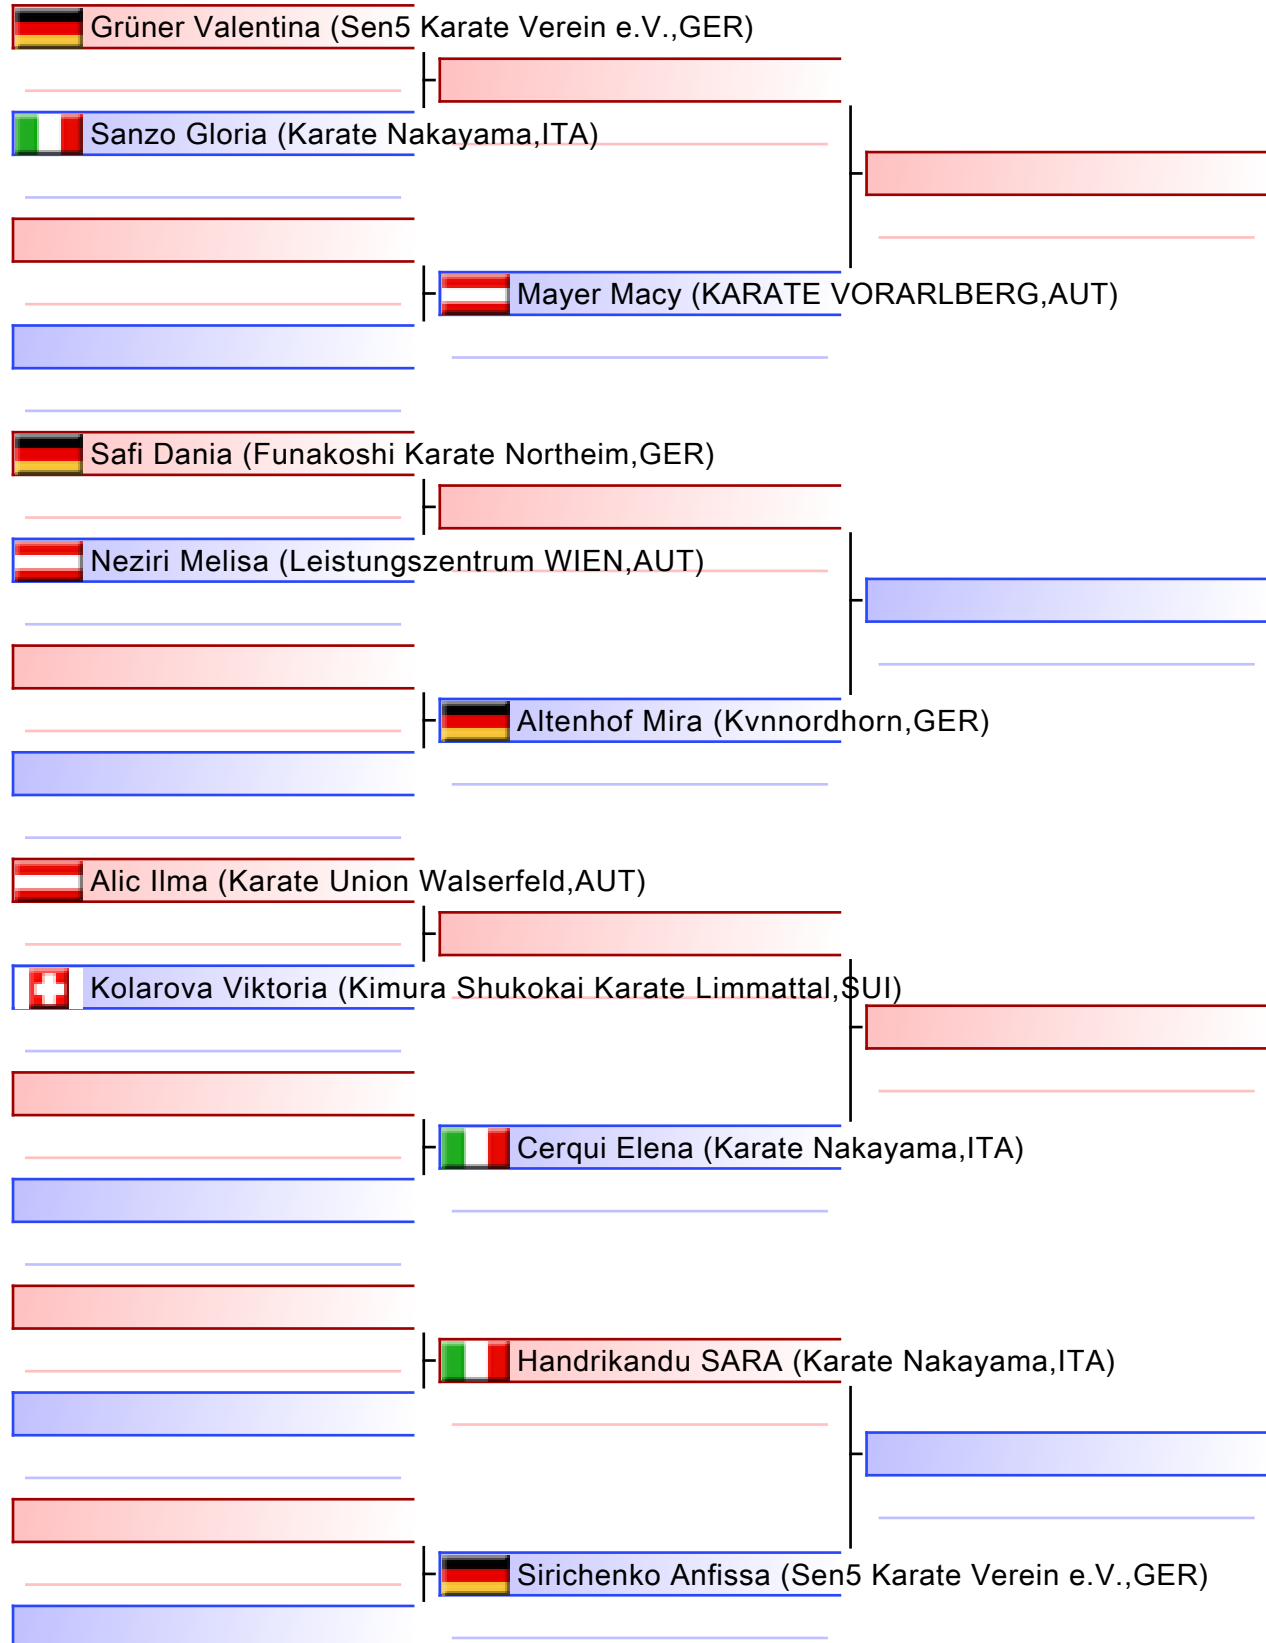 Grüner Valentina (Sen5 Karate Verein e.V.,GER)
Sanzo Gloria (Karate Nakayama,ITA)
Mayer Macy (KARATE VORARLBERG,AUT)
Safi Dania (Funakoshi Karate Northeim,GER)
Neziri Melisa (Leistungszentrum WIEN,AUT)
Altenhof Mira (Kvnnordhorn,GER)
Alic Ilma (Karate Union Walserfeld,AUT)
Kolarova Viktoria (Kimura Shukokai Karate Limmattal,SUI)
Cerqui Elena (Karate Nakayama,ITA)
Handrikandu SARA (Karate Nakayama,ITA)
Sirichenko Anfissa (Sen5 Karate Verein e.V.,GER)